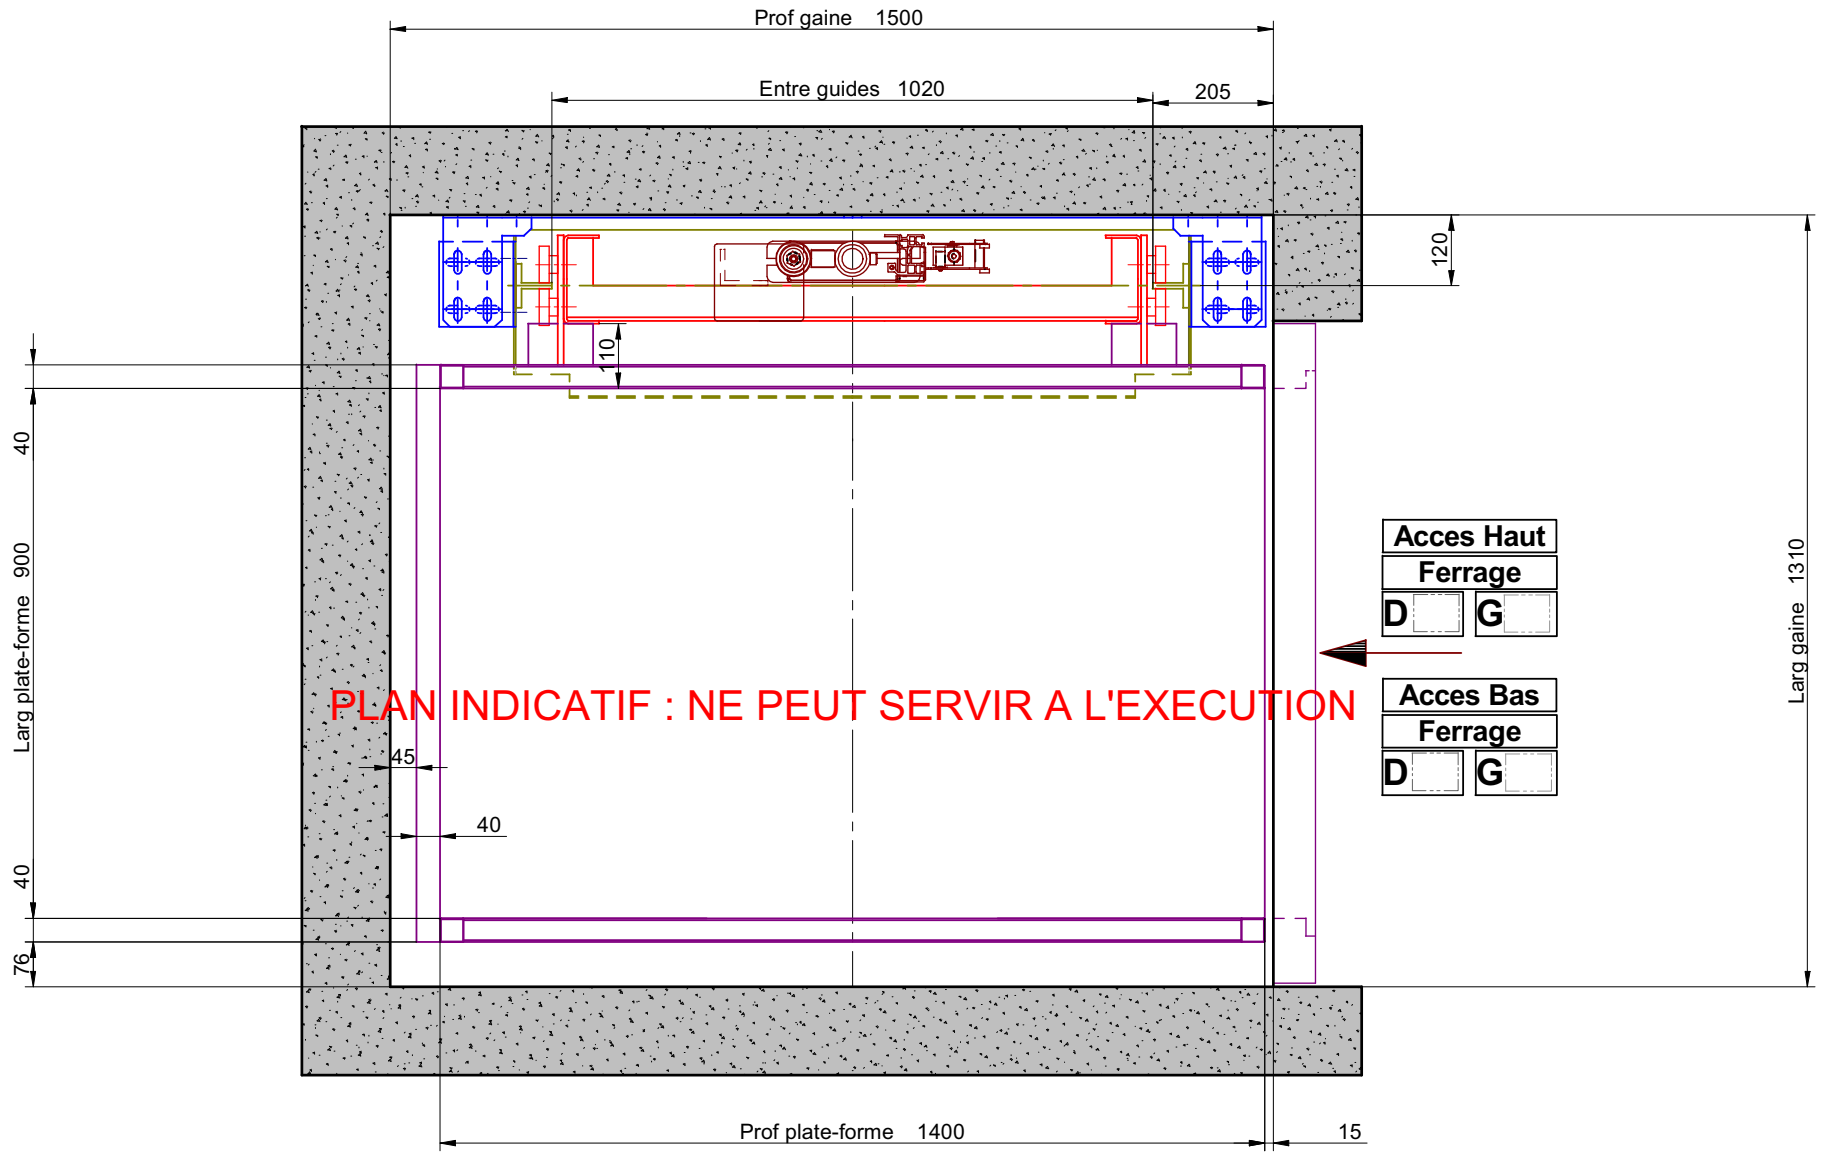 Prof gaine 1500
Entre guides 1020
205
120
110
40
Larg plate-forme 900
40
76
Larg gaine 1310
Acces Haut
Ferrage
D G
PLAN INDICATIF : NE PEUT SERVIR A L'EXECUTION
Acces Bas
Ferrage
D G
45
40
Prof plate-forme 1400
15